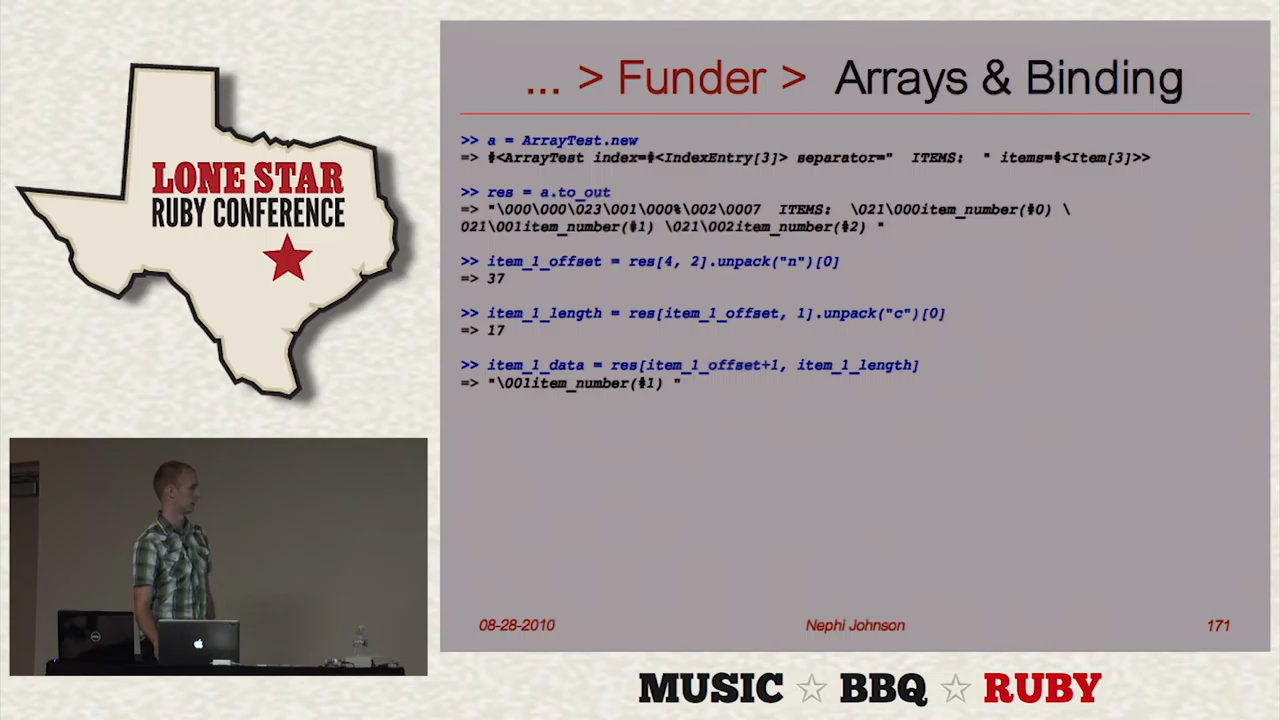 LONE STAR
RUBY CONFERENCE
... > Funder > Arrays & Binding
>> a = ArrayTest.new
=> #<ArrayTest index=#<IndexEntry[3]> separator="  ITEMS:  " items=#<Item[3]>>
>> res = a.to_out
=> "\000\000\023\001\000%\002\0007  ITEMS:  \021\000item_number(#0) \
021\001item_number(#1) \021\002item_number(#2) "
>> item_1_offset = res[4, 2].unpack("n")[0]
=> 37
>> item_1_length = res[item_1_offset, 1].unpack("c")[0]
=> 17
>> item_1_data = res[item_1_offset+1, item_1_length]
=> "\001item_number(#1) "
08-28-2010
Nephi Johnson
171
MUSIC ☆ BBQ ☆ RUBY